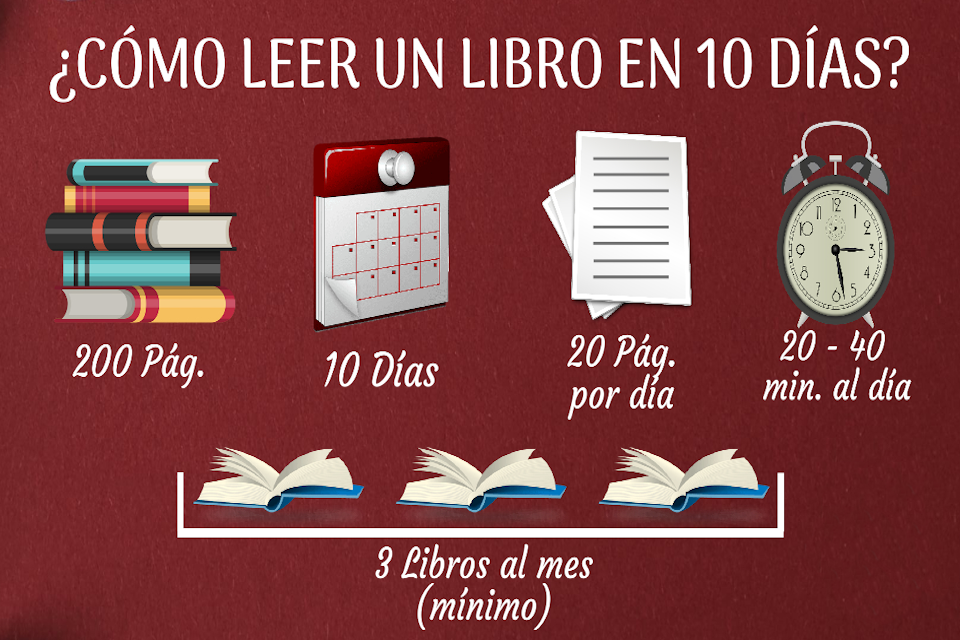 ¿CÓMO LEER UN LIBRO EN 10 DÍAS?
200 Pág.
10 Días
20 Pág.
por día
20 - 40
min. al día
3 Libros al mes
(mínimo)